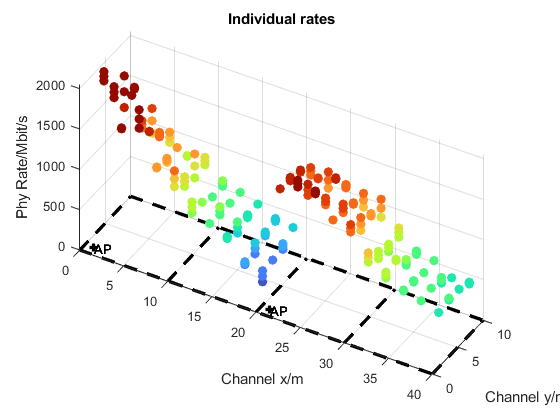 Individual rates
Phy Rate/Mbit/s
2000
1500
1000
500
0
AP
AP
0
5
10
15
20
25
30
35
40
Channel x/m
0
5
10
Channel y/r